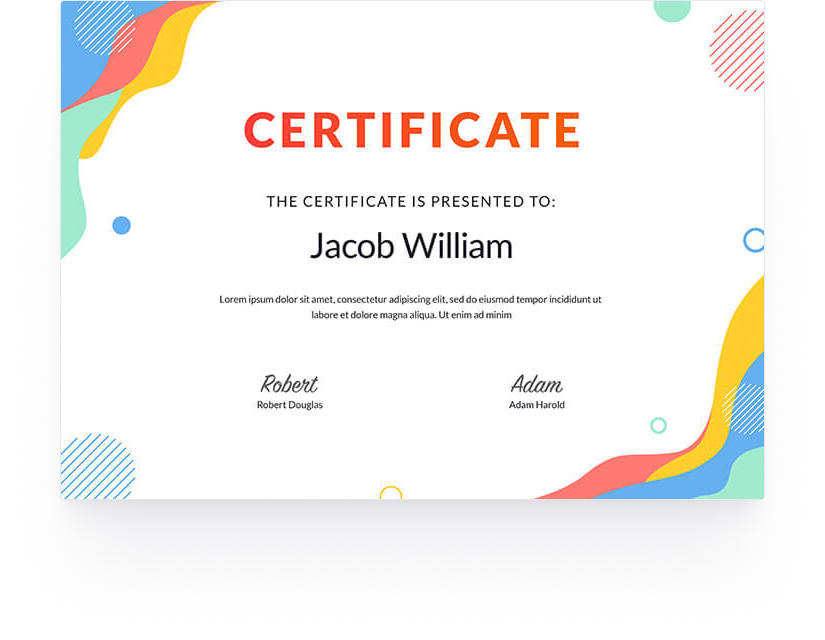 CERTIFICATE
THE CERTIFICATE IS PRESENTED TO:
Jacob William
Lorem ipsum dolor sit amet, consectetur adipiscing elit, sed do eiusmod tempor incididunt ut
labore et dolore magna aliqua. Ut enim ad minim
Robert
Robert Douglas
Adam
Adam Harold